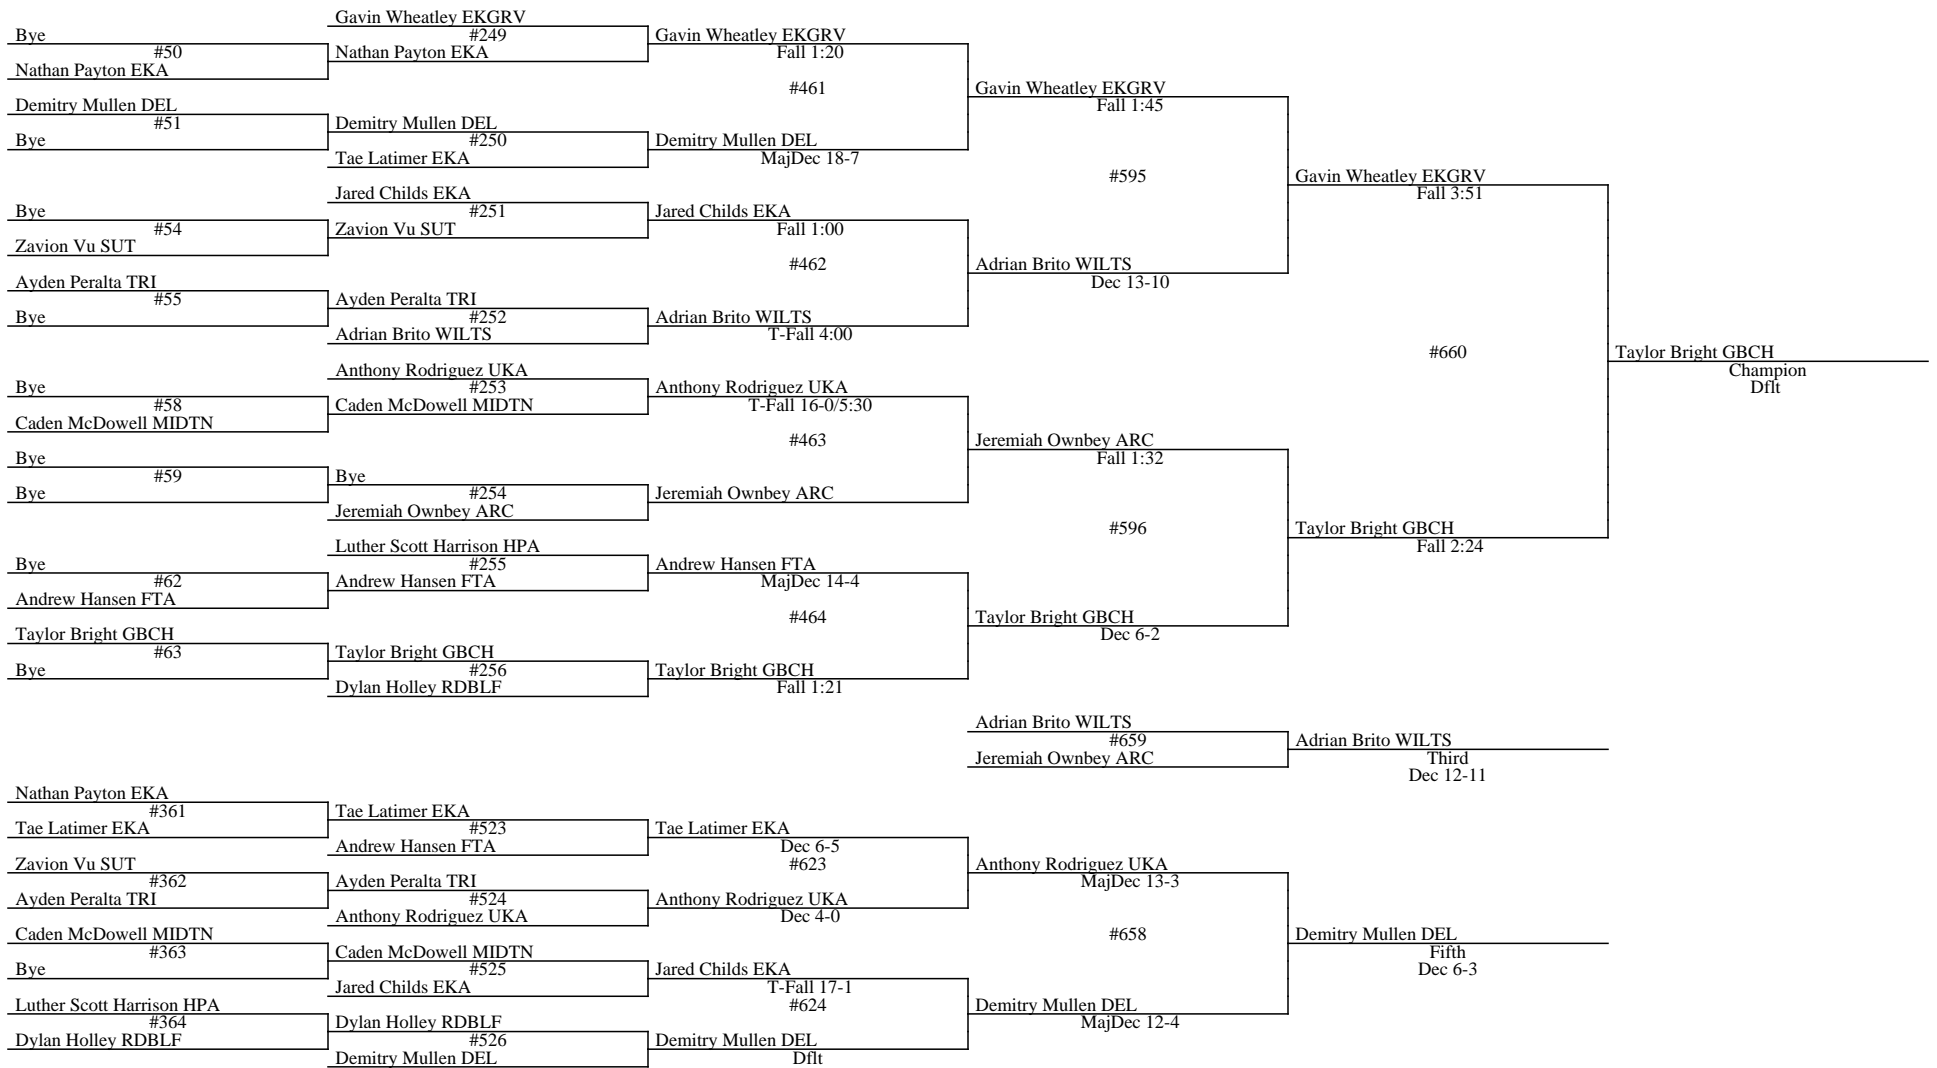 Gavin Wheatley EKGRV
Bye
#249
Gavin Wheatley EKGRV
#50
Nathan Payton EKA
Fall 1:20
Nathan Payton EKA
#461
Gavin Wheatley EKGRV
Demitry Mullen DEL
Fall 1:45
#51
Demitry Mullen DEL
Bye
#250
Demitry Mullen DEL
Tae Latimer EKA
MajDec 18-7
#595
Gavin Wheatley EKGRV
Jared Childs EKA
Fall 3:51
Bye
#251
Jared Childs EKA
#54
Zavion Vu SUT
Fall 1:00
Zavion Vu SUT
#462
Adrian Brito WILTS
Ayden Peralta TRI
Dec 13-10
#55
Ayden Peralta TRI
Bye
#252
Adrian Brito WILTS
Adrian Brito WILTS
T-Fall 4:00
#660
Taylor Bright GBCH
Anthony Rodriguez UKA
Champion
Bye
#253
Anthony Rodriguez UKA
Dflt
#58
Caden McDowell MIDTN
T-Fall 16-0/5:30
Caden McDowell MIDTN
#463
Jeremiah Ownbey ARC
Bye
Fall 1:32
#59
Bye
Bye
#254
Jeremiah Ownbey ARC
Jeremiah Ownbey ARC
#596
Taylor Bright GBCH
Luther Scott Harrison HPA
Fall 2:24
Bye
#255
Andrew Hansen FTA
#62
Andrew Hansen FTA
MajDec 14-4
Andrew Hansen FTA
#464
Taylor Bright GBCH
Taylor Bright GBCH
Dec 6-2
#63
Taylor Bright GBCH
Bye
#256
Taylor Bright GBCH
Dylan Holley RDBLF
Fall 1:21
Adrian Brito WILTS
#659
Adrian Brito WILTS
Jeremiah Ownbey ARC
Third
Dec 12-11
Nathan Payton EKA
#361
Tae Latimer EKA
Tae Latimer EKA
#523
Tae Latimer EKA
Andrew Hansen FTA
Dec 6-5
Zavion Vu SUT
#623
Anthony Rodriguez UKA
#362
Ayden Peralta TRI
MajDec 13-3
Ayden Peralta TRI
#524
Anthony Rodriguez UKA
Anthony Rodriguez UKA
Dec 4-0
Caden McDowell MIDTN
#658
Demitry Mullen DEL
#363
Caden McDowell MIDTN
Fifth
Bye
#525
Jared Childs EKA
Dec 6-3
Jared Childs EKA
T-Fall 17-1
Luther Scott Harrison HPA
#624
Demitry Mullen DEL
#364
Dylan Holley RDBLF
MajDec 12-4
Dylan Holley RDBLF
#526
Demitry Mullen DEL
Demitry Mullen DEL
Dflt